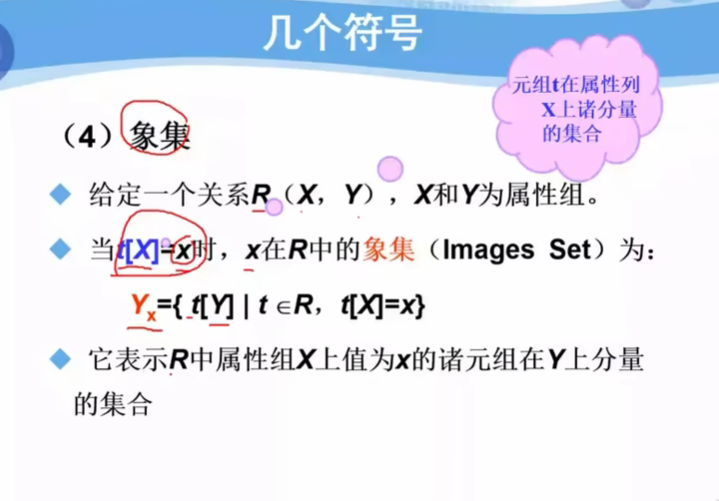 几个符号
元组t在属性列
X上诸分量
的集合
（4）象集
给定一个关系R（X，Y），X和Y为属性组。
当t[X]=x时，x在R中的象集（Images Set）为：
Yx={ t[Y] | t ∈R，t[X]=x}
它表示R中属性组X上值为x的诸元组在Y上分量
的集合